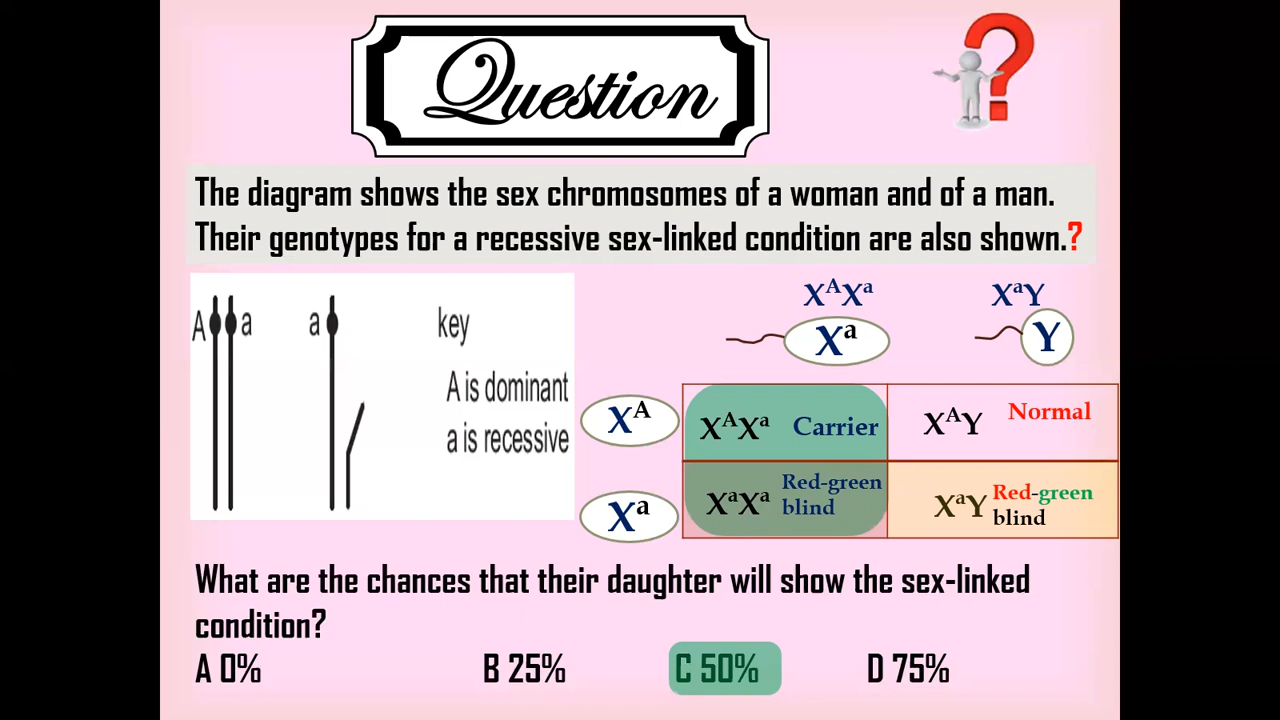 Question
The diagram shows the sex chromosomes of a woman and of a man.
Their genotypes for a recessive sex-linked condition are also shown.?
A a a key
A is dominant
a is recessive
XᴬXᵃ XᵃY
Xᵃ Y
Xᴬ XᴬXᵃ Carrier XᴬY Normal
Xᵃ XᵃXᵃ Red-green blind XᵃY Red-green blind
What are the chances that their daughter will show the sex-linked
condition?
A 0% B 25% C 50% D 75%